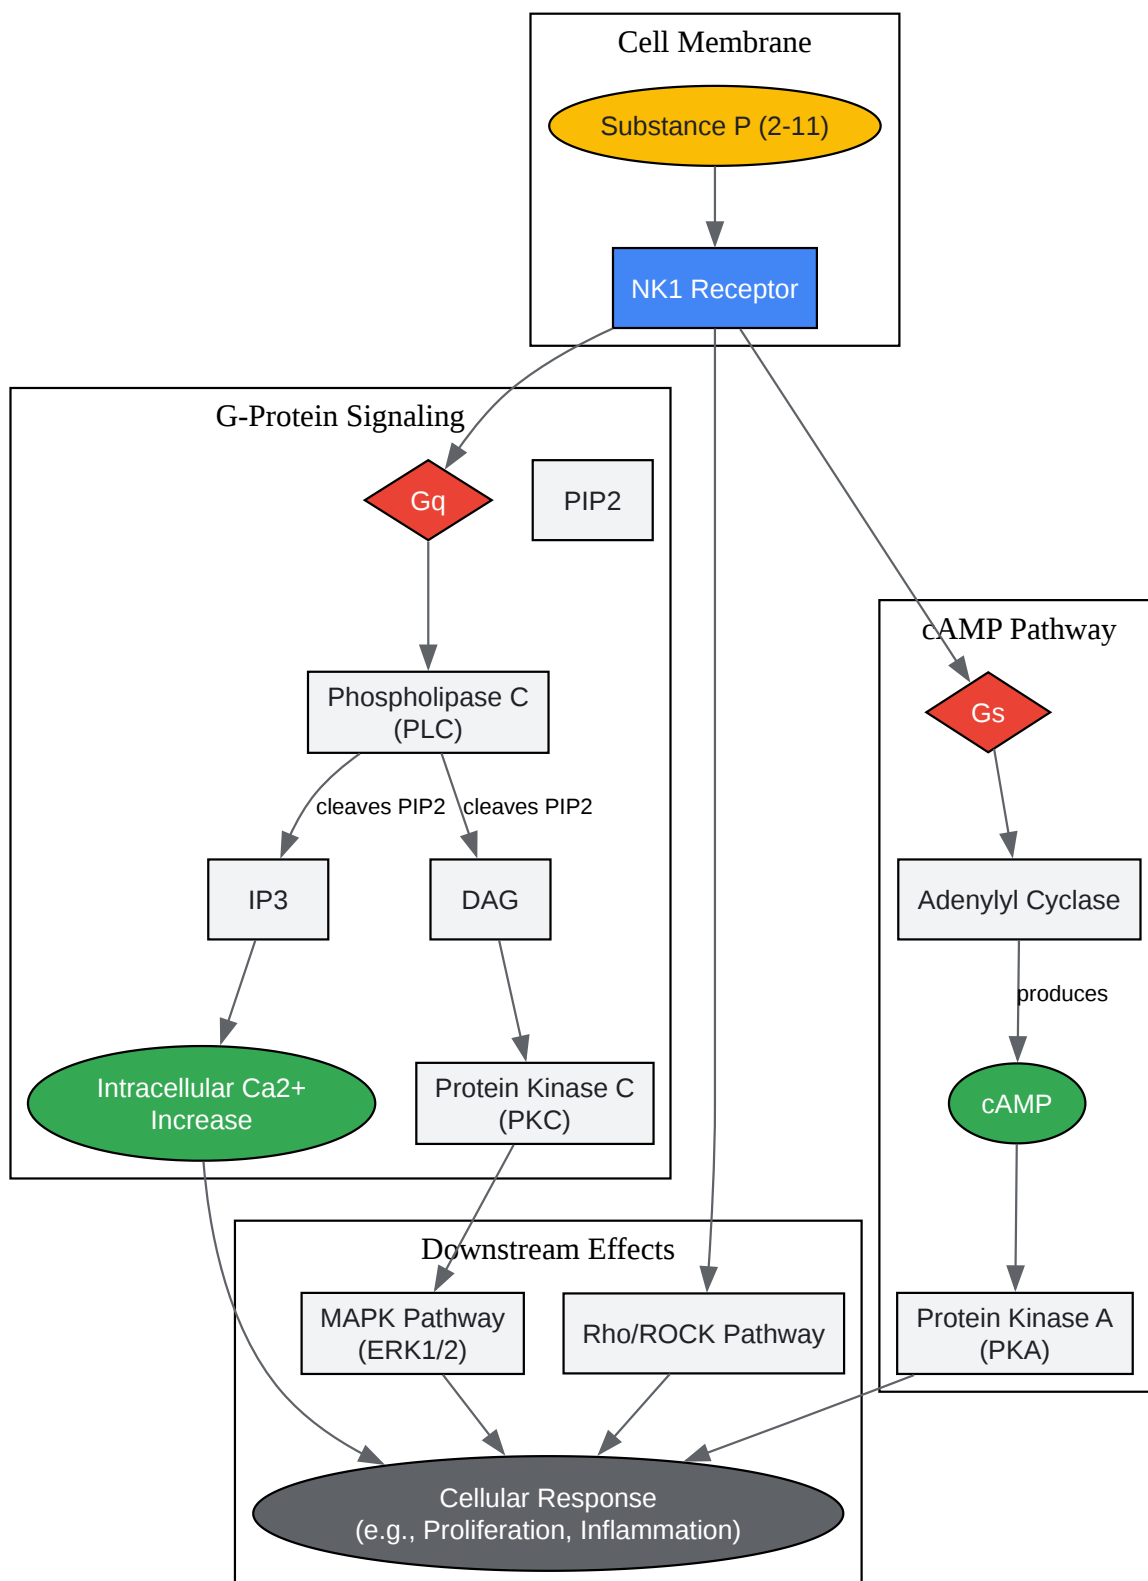 Cell Membrane
Substance P (2-11)
NK1 Receptor
G-Protein Signaling
Gq
PIP2
Phospholipase C
(PLC)
cleaves PIP2
cleaves PIP2
IP3
DAG
Intracellular Ca2+
Increase
Protein Kinase C
(PKC)
cAMP Pathway
Gs
Adenylyl Cyclase
produces
cAMP
Protein Kinase A
(PKA)
Downstream Effects
MAPK Pathway
(ERK1/2)
Rho/ROCK Pathway
Cellular Response
(e.g., Proliferation, Inflammation)